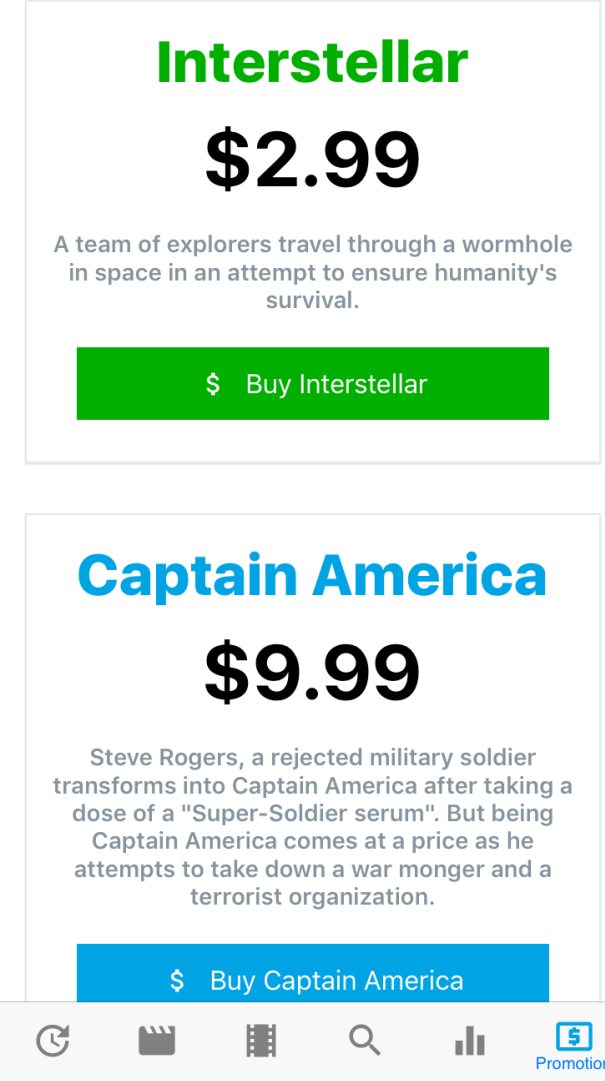 Interstellar
$2.99
A team of explorers travel through a wormhole
in space in an attempt to ensure humanity's
survival.
$ Buy Interstellar
Captain America
$9.99
Steve Rogers, a rejected military soldier
transforms into Captain America after taking a
dose of a "Super-Soldier serum". But being
Captain America comes at a price as he
attempts to take down a war monger and a
terrorist organization.
$ Buy Captain America
$
Promotion